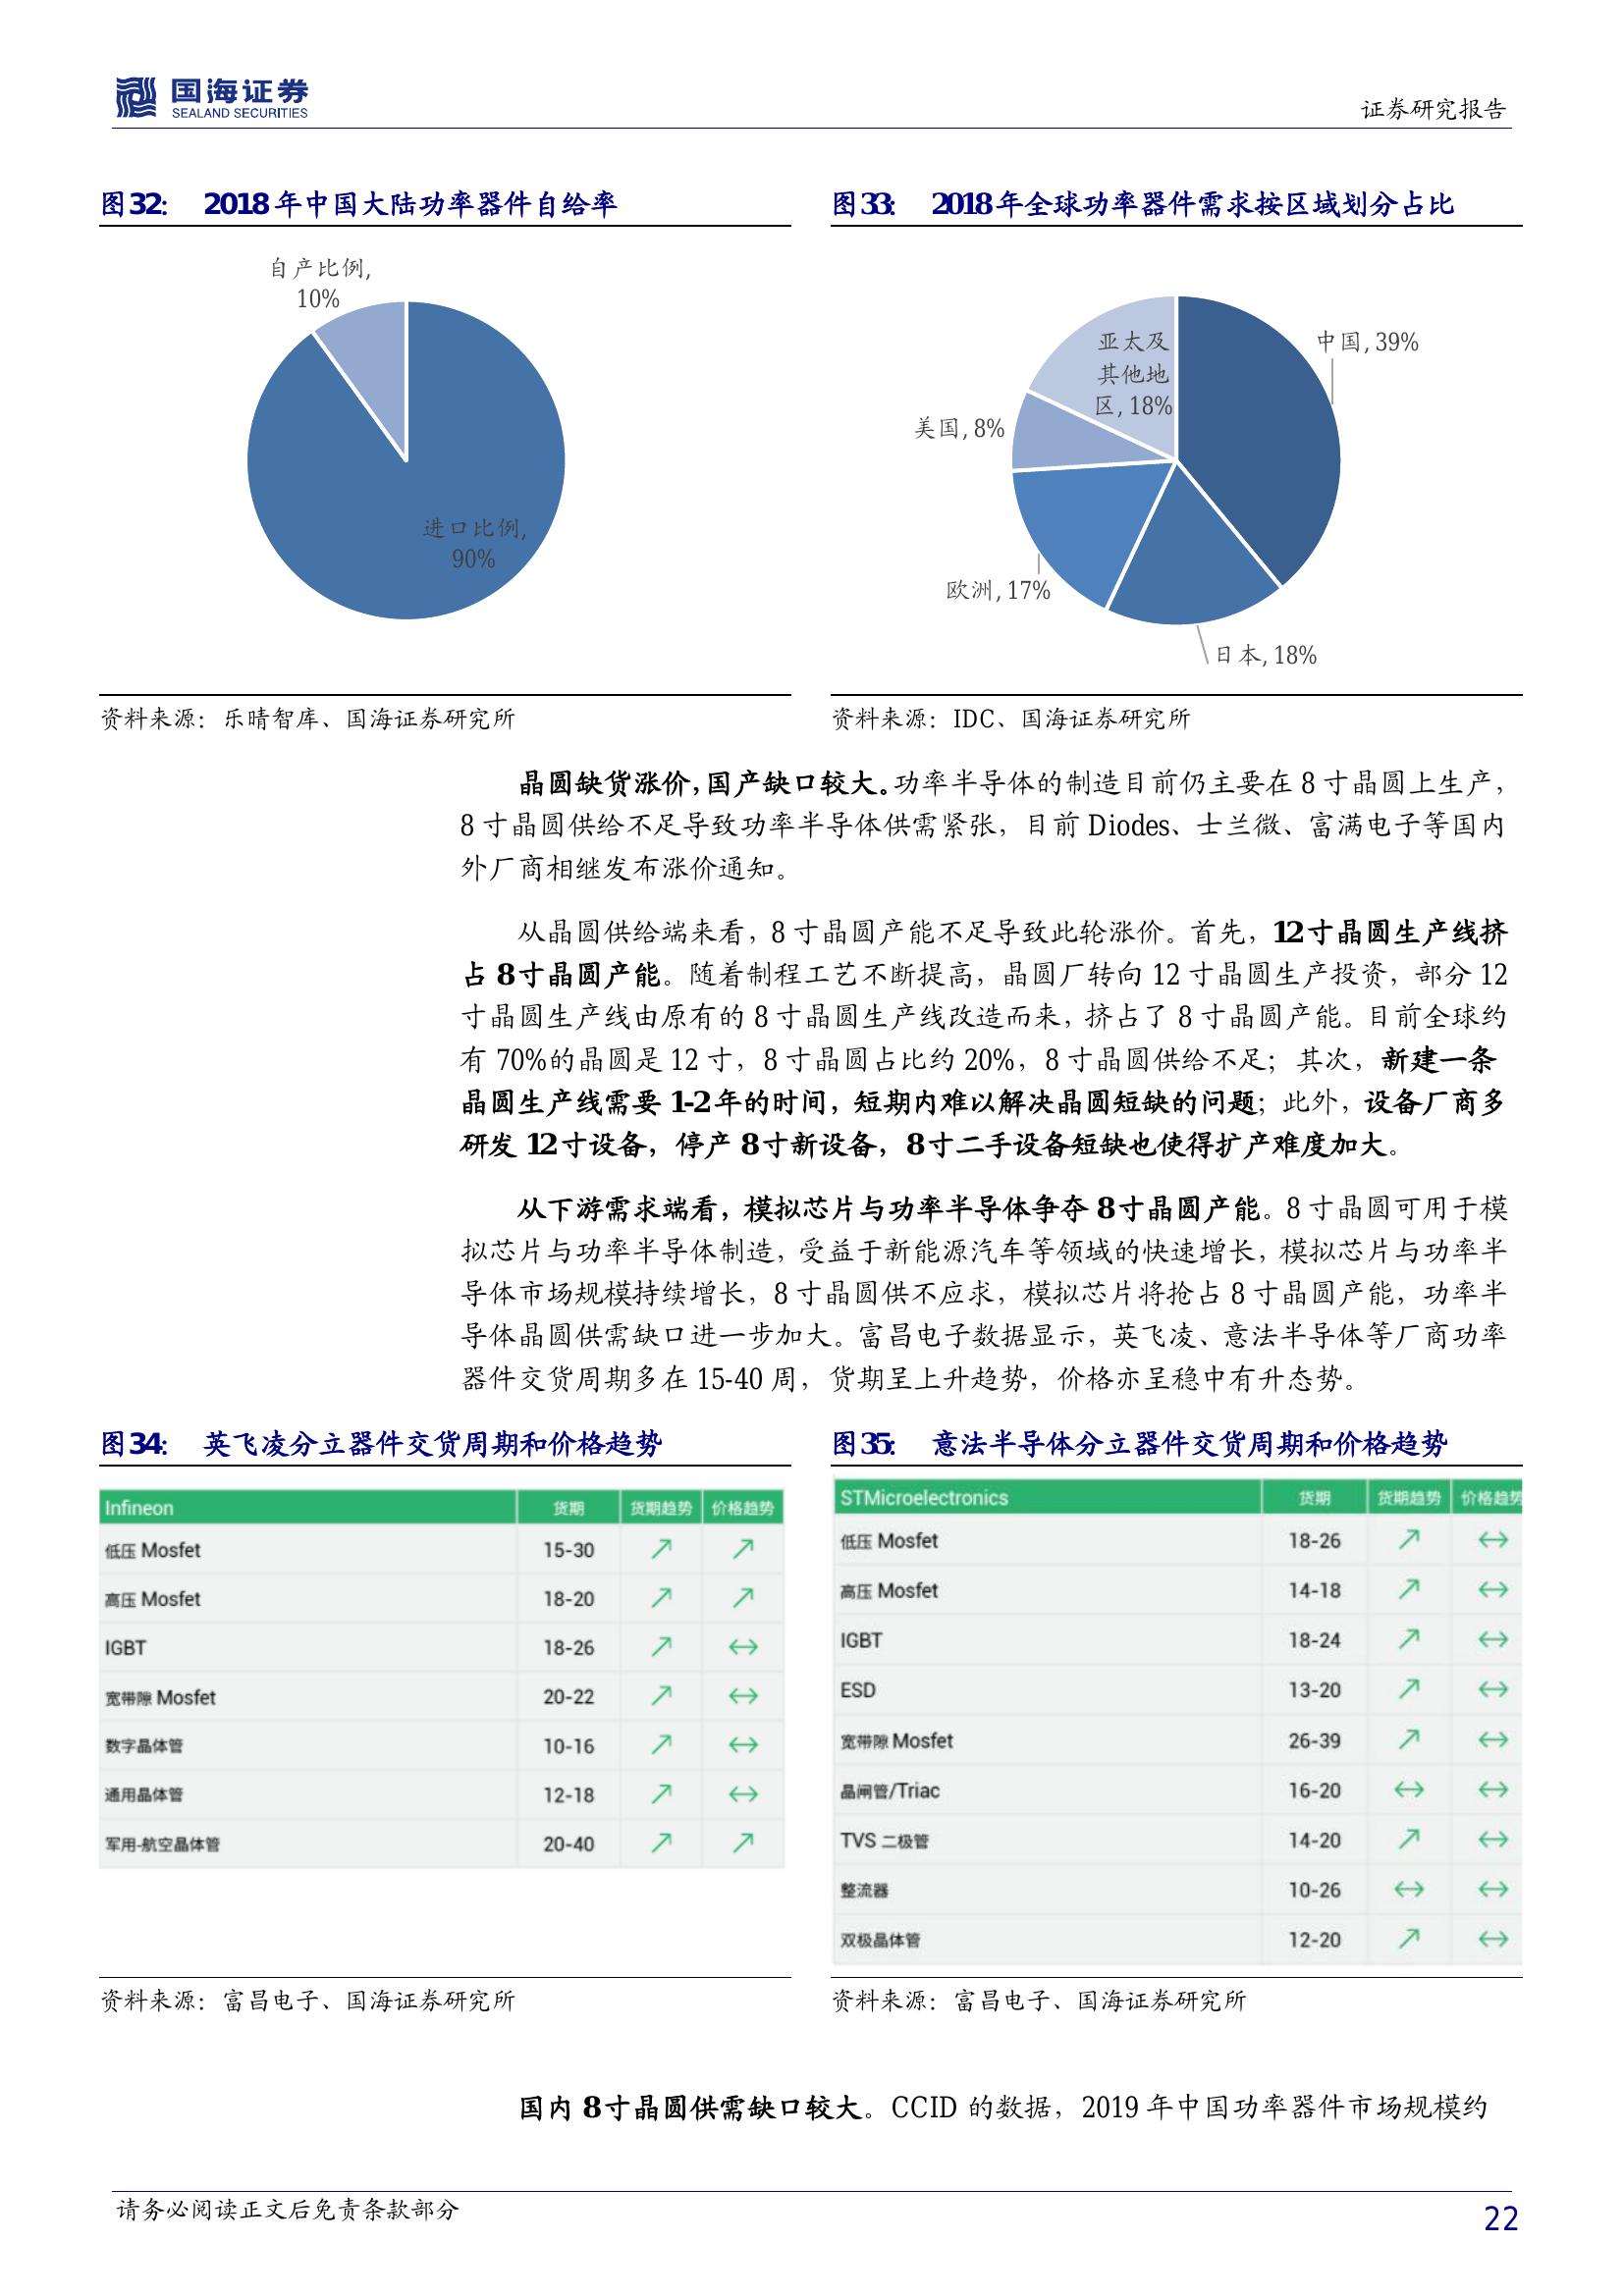 国海证券
SEALAND SECURITIES
证券研究报告
图32: 2018年中国大陆功率器件自给率
自产比例,
10%
进口比例,
90%
资料来源：乐晴智库、国海证券研究所
图33: 2018年全球功率器件需求按区域划分占比
亚太及
其他地
区, 18%
中国, 39%
美国, 8%
欧洲, 17%
日本, 18%
资料来源：IDC、国海证券研究所
晶圆缺货涨价,国产缺口较大。功率半导体的制造目前仍主要在 8 寸晶圆上生产，
8 寸晶圆供给不足导致功率半导体供需紧张，目前 Diodes、士兰微、富满电子等国内
外厂商相继发布涨价通知。
从晶圆供给端来看，8 寸晶圆产能不足导致此轮涨价。首先，12寸晶圆生产线挤
占 8寸晶圆产能。随着制程工艺不断提高，晶圆厂转向 12 寸晶圆生产投资，部分 12
寸晶圆生产线由原有的 8 寸晶圆生产线改造而来，挤占了 8 寸晶圆产能。目前全球约
有 70%的晶圆是 12 寸，8 寸晶圆占比约 20%，8 寸晶圆供给不足；其次，新建一条
晶圆生产线需要 1-2年的时间，短期内难以解决晶圆短缺的问题；此外，设备厂商多
研发 12寸设备，停产 8寸新设备，8寸二手设备短缺也使得扩产难度加大。
从下游需求端看，模拟芯片与功率半导体争夺 8寸晶圆产能。8 寸晶圆可用于模
拟芯片与功率半导体制造，受益于新能源汽车等领域的快速增长，模拟芯片与功率半
导体市场规模持续增长，8 寸晶圆供不应求，模拟芯片将抢占 8 寸晶圆产能，功率半
导体晶圆供需缺口进一步加大。富昌电子数据显示，英飞凌、意法半导体等厂商功率
器件交货周期多在 15-40 周，货期呈上升趋势，价格亦呈稳中有升态势。
图34: 英飞凌分立器件交货周期和价格趋势
Infineon 货期 货期趋势 价格趋势
低压 Mosfet 15-30 ↗ ↗
高压 Mosfet 18-20 ↗ ↗
IGBT 18-26 ↗ ↔
宽带隙 Mosfet 20-22 ↗ ↔
数字晶体管 10-16 ↗ ↔
通用晶体管 12-18 ↗ ↔
军用-航空晶体管 20-40 ↗ ↗
资料来源：富昌电子、国海证券研究所
图35: 意法半导体分立器件交货周期和价格趋势
STMicroelectronics 货期 货期趋势 价格趋势
低压 Mosfet 18-26 ↗ ↔
高压 Mosfet 14-18 ↗ ↔
IGBT 18-24 ↗ ↔
ESD 13-20 ↗ ↔
宽带隙 Mosfet 26-39 ↗ ↔
晶闸管/Triac 16-20 ↔ ↔
TVS 二极管 14-20 ↗ ↔
整流器 10-26 ↔ ↔
双极晶体管 12-20 ↗ ↔
资料来源：富昌电子、国海证券研究所
国内 8寸晶圆供需缺口较大。CCID 的数据，2019 年中国功率器件市场规模约
请务必阅读正文后免责条款部分
22